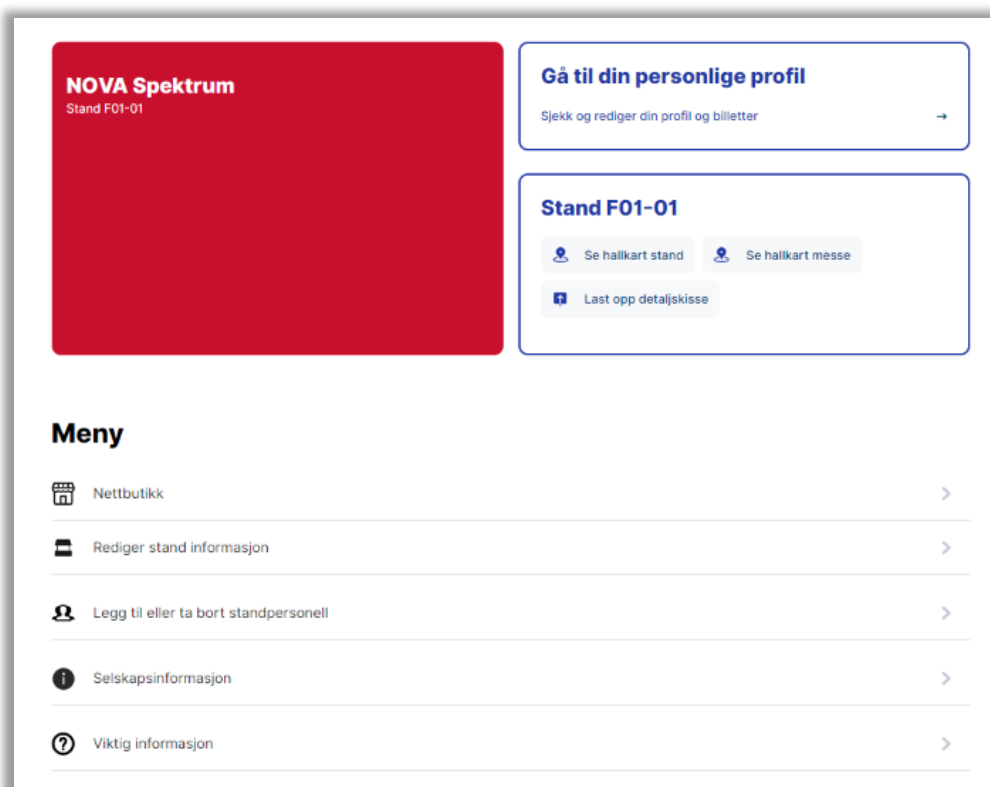 NOVA Spektrum
Stand F01-01
Gå til din personlige profil
Sjekk og rediger din profil og billetter
Stand F01-01
Se hallkart stand
Se hallkart messe
Last opp detaljskisse
Meny
Nettbutikk
Rediger stand informasjon
Legg til eller ta bort standpersonell
Selskapsinformasjon
Viktig informasjon